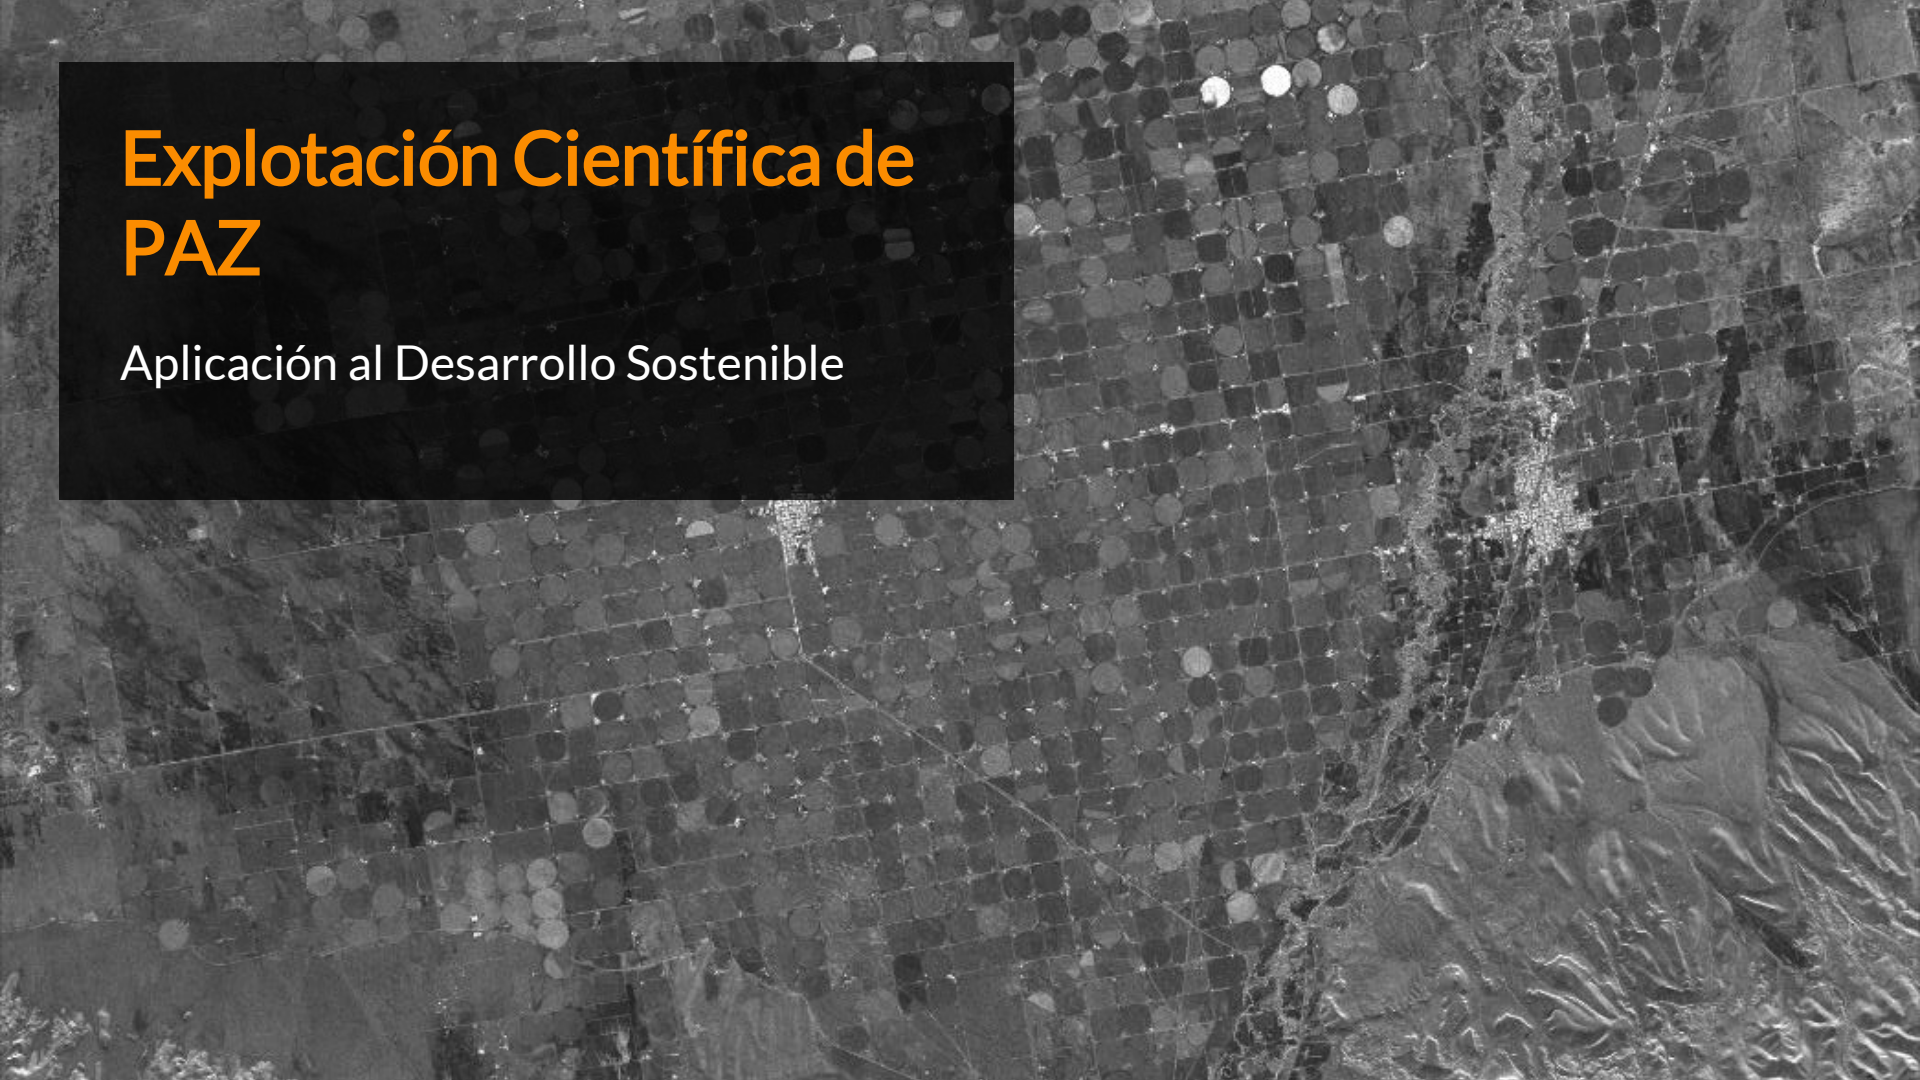 Explotación Científica de
PAZ
Aplicación al Desarrollo Sostenible